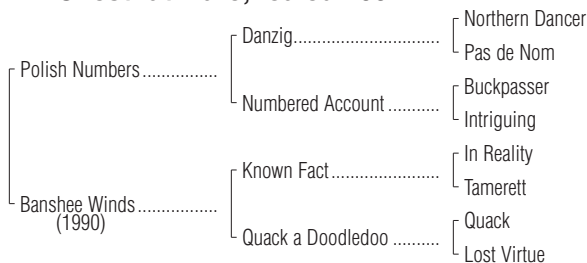 Northern Dancer
Danzig
Pas de Nom
Polish Numbers
Buckpasser
Numbered Account
Intriguing
In Reality
Known Fact
Tamerett
Banshee Winds
(1990)
Quack
Quack a Doodledoo
Lost Virtue